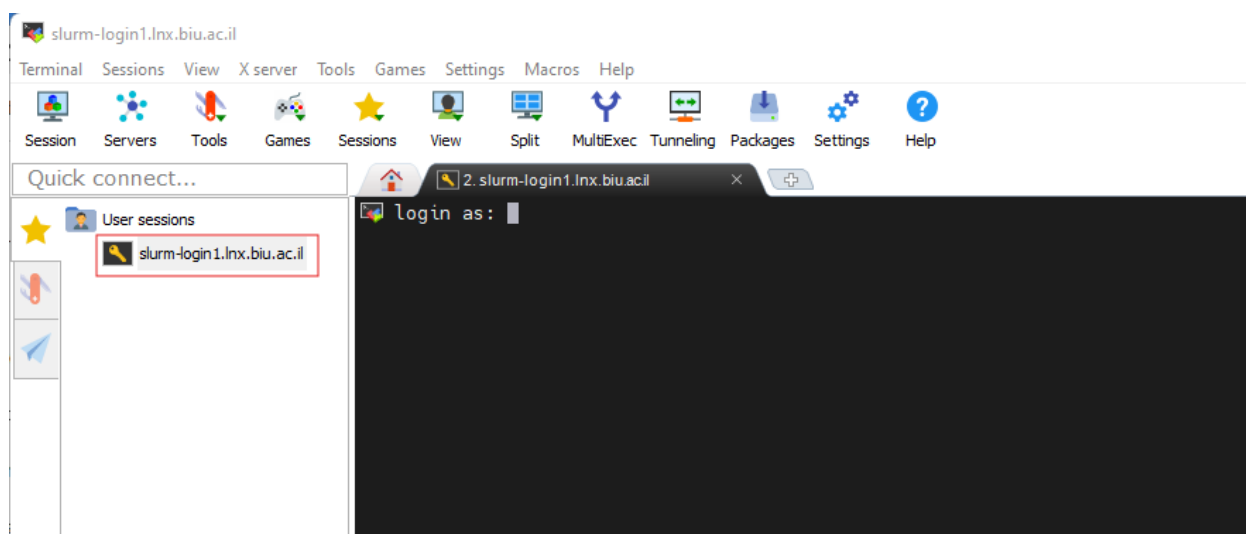 slurm-login1.lnx.biu.ac.il
Terminal Sessions View X server Tools Games Settings Macros Help
Session Servers Tools Games Sessions View Split MultiExec Tunneling Packages Settings Help
Quick connect...
2. slurm-login1.lnx.biu.ac.il
User sessions
login as:
slurm-login1.lnx.biu.ac.il